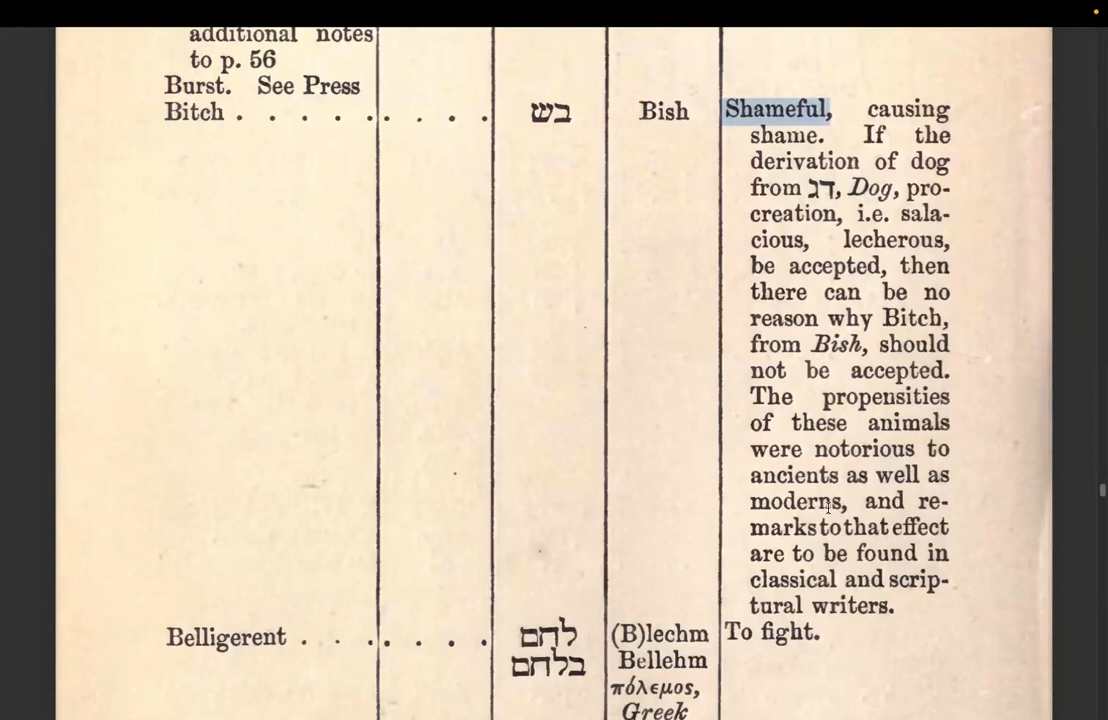 additional notes
to p. 56
Burst. See Press
Bitch . . . . . . . . . בש Bish Shameful, causing
shame. If the
derivation of dog
from דג, Dog, pro-
creation, i.e. sala-
cious, lecherous,
be accepted, then
there can be no
reason why Bitch,
from Bish, should
not be accepted.
The propensities
of these animals
were notorious to
ancients as well as
moderns, and re-
marks to that effect
are to be found in
classical and scrip-
tural writers.
Belligerent . . . . . . . להם (B)lechm To fight.
בלהם Bellehm
πόλεμος,
Greek